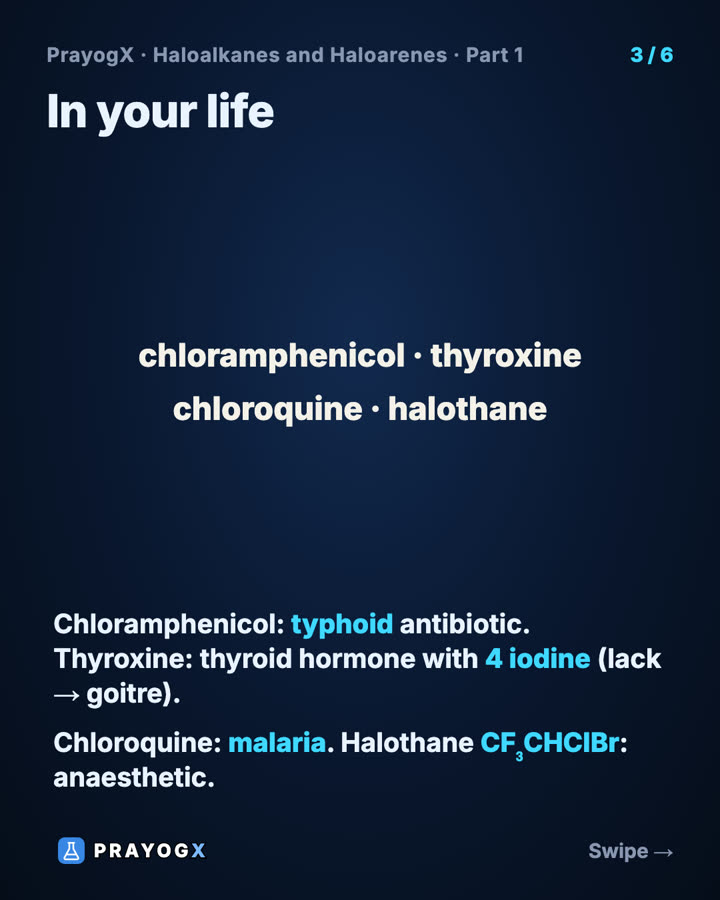 PrayogX · Haloalkanes and Haloarenes · Part 1
3 / 6
In your life
chloramphenicol · thyroxine
chloroquine · halothane
Chloramphenicol: typhoid antibiotic.
Thyroxine: thyroid hormone with 4 iodine (lack
→ goitre).
Chloroquine: malaria. Halothane CF₃CHClBr:
anaesthetic.
PRAYOGX
Swipe →